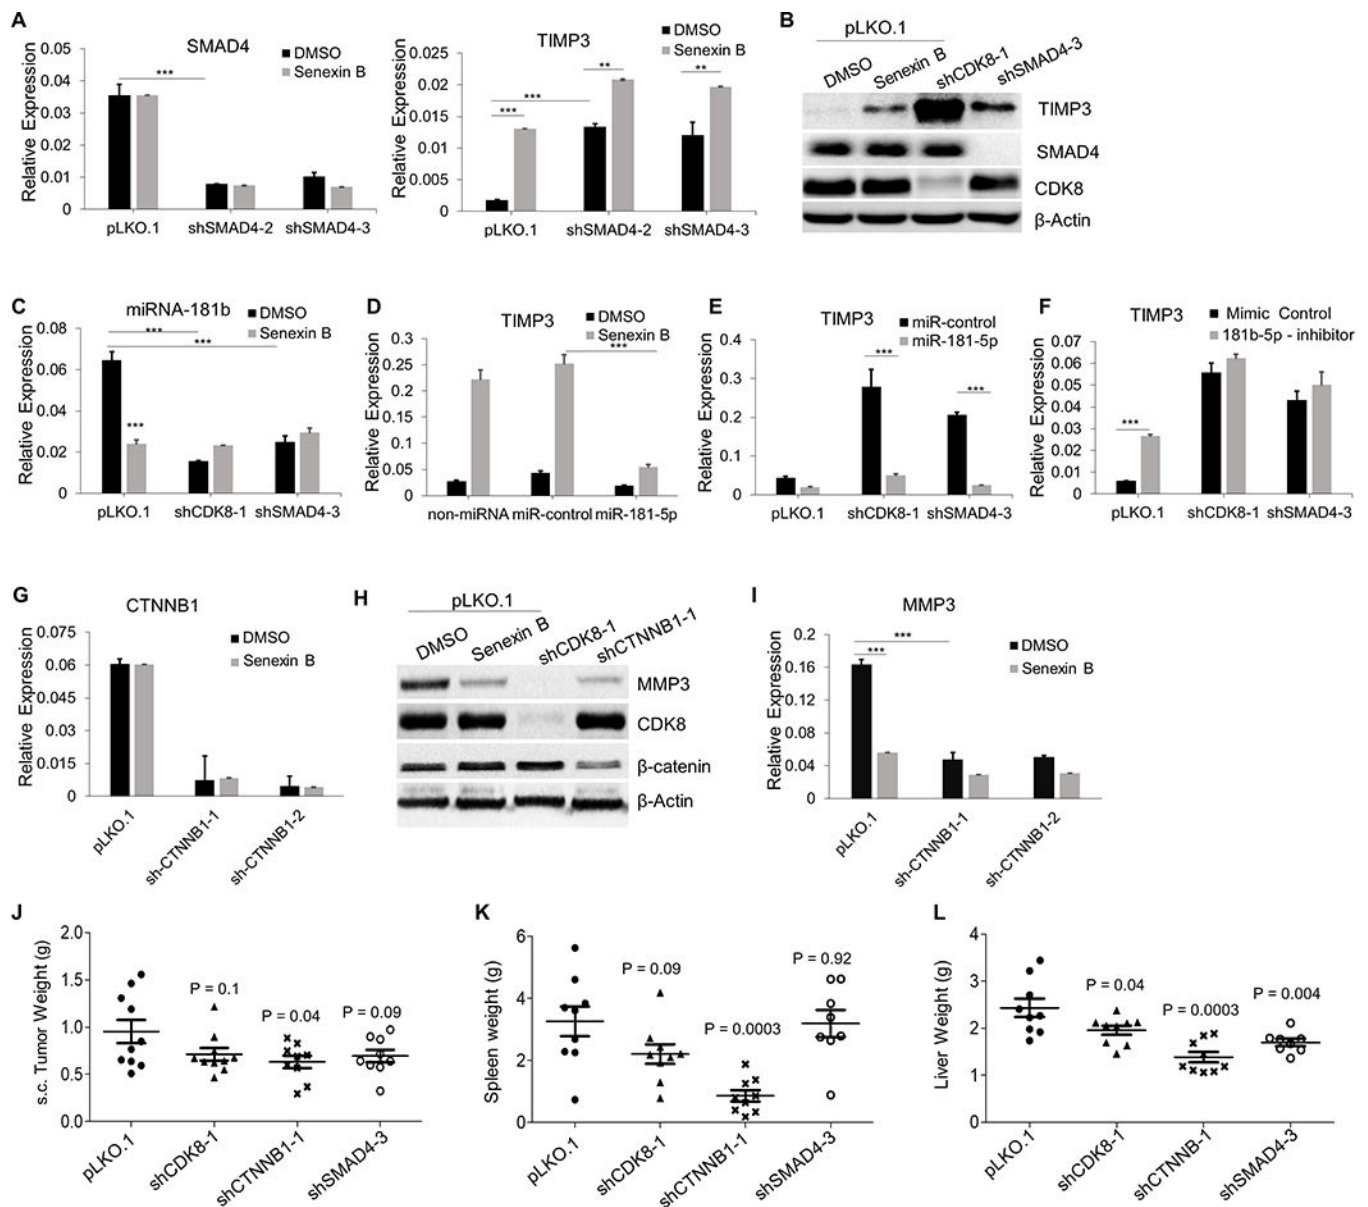 A
SMAD4
DMSO
Senexin B
Relative Expression
0.05
0.04
0.03
0.02
0.01
0
***
pLKO.1
shSMAD4-2
shSMAD4-3
TIMP3
DMSO
Senexin B
Relative Expression
0.025
0.02
0.015
0.01
0.005
0
***
***
**
**
pLKO.1
shSMAD4-2
shSMAD4-3
B
pLKO.1
DMSO
Senexin B
shCDK8-1
shSMAD4-3
TIMP3
SMAD4
CDK8
β-Actin
C
miRNA-181b
DMSO
Senexin B
Relative Expression
0.08
0.06
0.04
0.02
0
***
***
***
pLKO.1
shCDK8-1
shSMAD4-3
D
TIMP3
DMSO
Senexin B
Relative Expression
0.3
0.25
0.2
0.15
0.1
0.05
0
***
non-miRNA
miR-control
miR-181-5p
E
TIMP3
miR-control
miR-181-5p
Relative Expression
0.4
0.3
0.2
0.1
0
***
***
pLKO.1
shCDK8-1
shSMAD4-3
F
TIMP3
Mimic Control
181b-5p - inhibitor
Relative Expression
0.07
0.06
0.05
0.04
0.03
0.02
0.01
0
***
pLKO.1
shCDK8-1
shSMAD4-3
G
CTNNB1
DMSO
Senexin B
Relative Expression
0.075
0.06
0.045
0.03
0.015
0
pLKO.1
sh-CTNNB1-1
sh-CTNNB1-2
H
pLKO.1
DMSO
Senexin B
shCDK8-1
shCTNNB1-1
MMP3
CDK8
β-catenin
β-Actin
I
MMP3
DMSO
Senexin B
Relative Expression
0.2
0.16
0.12
0.08
0.04
0
***
***
pLKO.1
sh-CTNNB1-1
sh-CTNNB1-2
J
s.c. Tumor Weight (g)
2.0
1.5
1.0
0.5
0.0
P = 0.1
P = 0.04
P = 0.09
pLKO.1
shCDK8-1
shCTNNB1-1
shSMAD4-3
K
Spleen weight (g)
6
4
2
0
P = 0.09
P = 0.0003
P = 0.92
pLKO.1
shCDK8-1
shCTNNB1-1
shSMAD4-3
L
Liver Weight (g)
4
3
2
1
0
P = 0.04
P = 0.0003
P = 0.004
pLKO.1
shCDK8-1
shCTNNB-1
shSMAD4-3